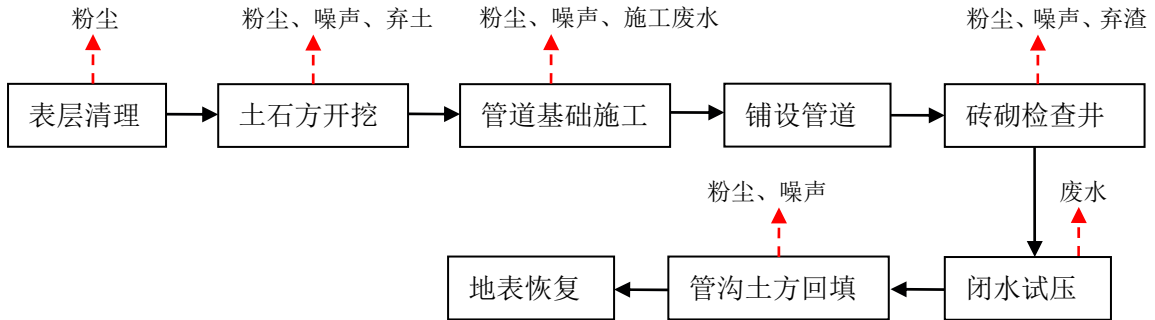 粉尘
粉尘、噪声、弃土
粉尘、噪声、施工废水
粉尘、噪声、弃渣
表层清理
土石方开挖
管道基础施工
铺设管道
砖砌检查井
粉尘、噪声
废水
地表恢复
管沟土方回填
闭水试压